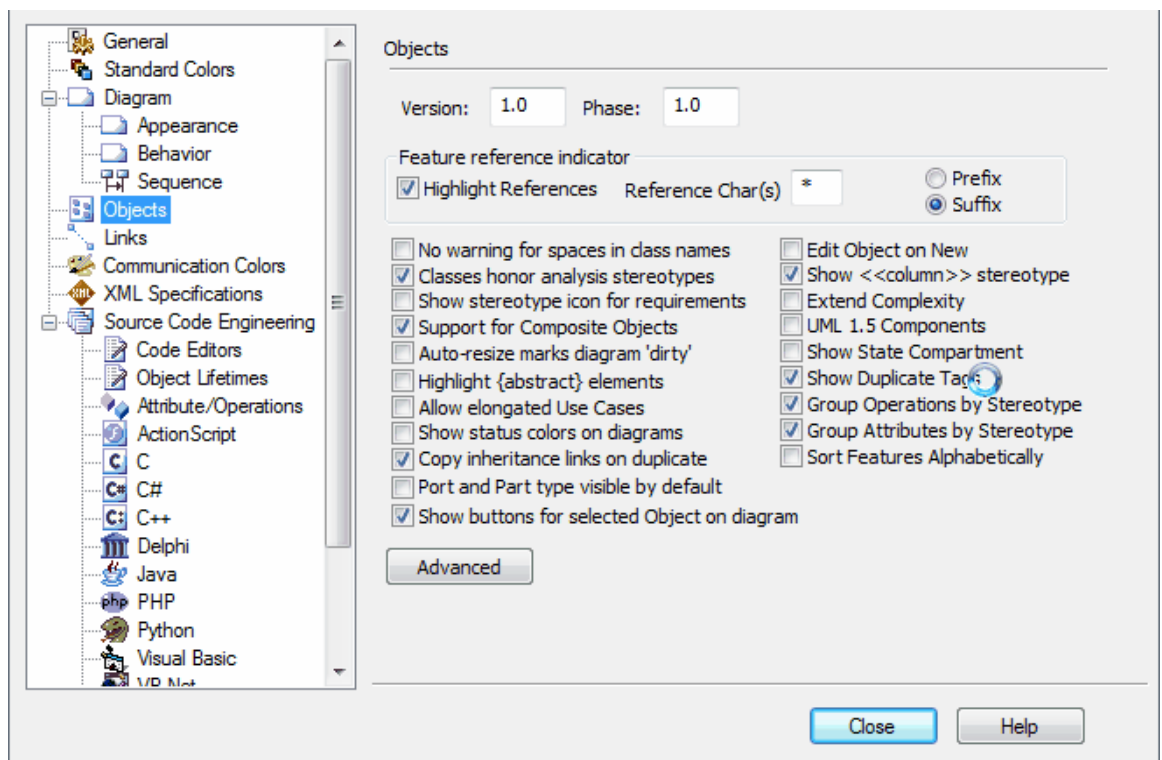 General
Standard Colors
Diagram
Appearance
Behavior
Sequence
Objects
Links
Communication Colors
XML Specifications
Source Code Engineering
Code Editors
Object Lifetimes
Attribute/Operations
ActionScript
C
C#
C++
Delphi
Java
PHP
Python
Visual Basic
VB.Net
Objects
Version: 1.0 Phase: 1.0
Feature reference indicator
Highlight References Reference Char(s) * Prefix
Suffix
No warning for spaces in class names
Classes honor analysis stereotypes
Show stereotype icon for requirements
Support for Composite Objects
Auto-resize marks diagram 'dirty'
Highlight {abstract} elements
Allow elongated Use Cases
Show status colors on diagrams
Copy inheritance links on duplicate
Port and Part type visible by default
Show buttons for selected Object on diagram
Edit Object on New
Show <<column>> stereotype
Extend Complexity
UML 1.5 Components
Show State Compartment
Show Duplicate Tags
Group Operations by Stereotype
Group Attributes by Stereotype
Sort Features Alphabetically
Advanced
Close Help